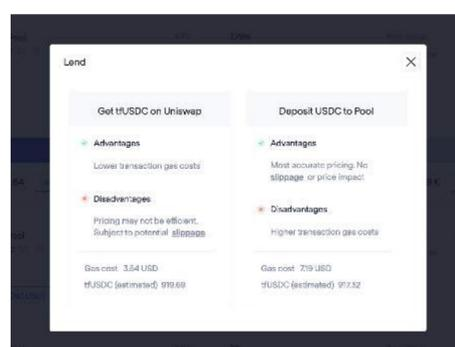 Lend
Get tfUSDC on Uniswap
Advantages
Lower transaction gas costs
Disadvantages
Pricing may not be efficient.
Subject to potential slippage
Gas cost 3.64 USD
tfUSDC (estimated) 919.69
Deposit USDC to Pool
Advantages
Most accurate pricing. No
slippage or price impact
Disadvantages
Higher transaction gas costs
Gas cost 7.19 USD
tfUSDC (estimated) 917.52